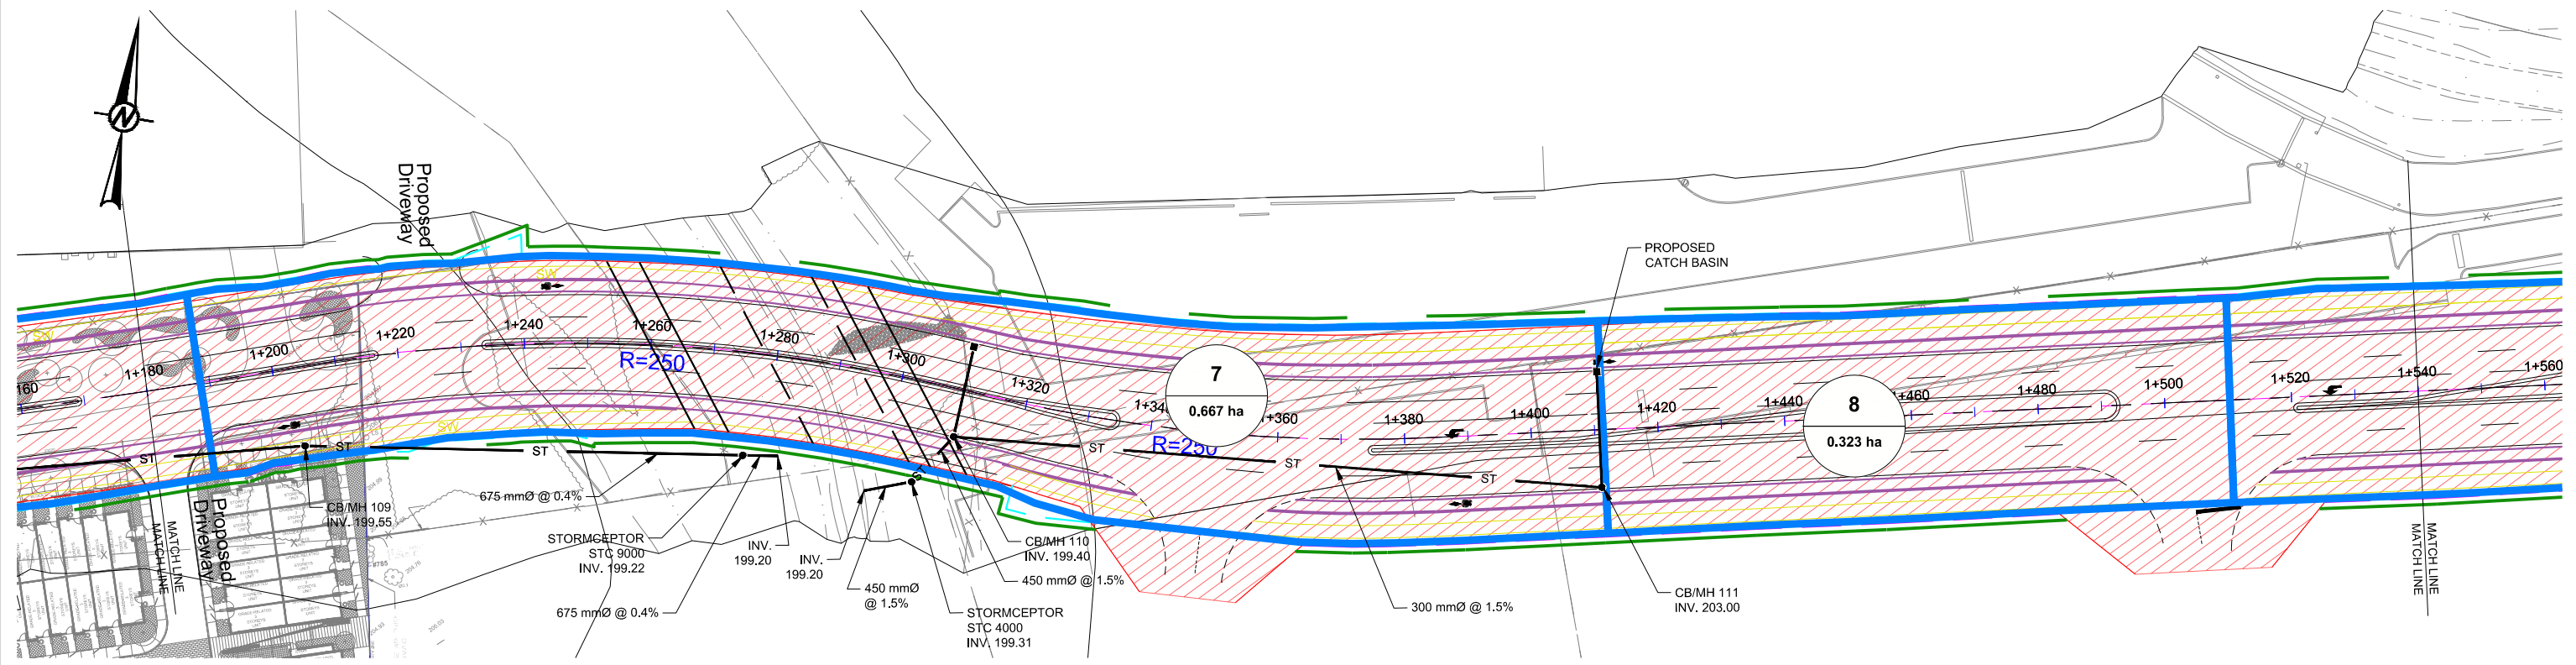 N
Proposed
Driveway
PROPOSED
CATCH BASIN
SW
SW
SW
160
1+180
1+200
1+220
1+240
1+260
1+280
1+300
1+320
1+360
1+380
1+400
1+420
1+440
1+460
1+480
1+500
1+520
1+540
1+560
R=250
R=250
7
0.667 ha
8
0.323 ha
ST
ST
ST
ST
ST
ST
ST
675 mmØ @ 0.4%
CB/MH 109
INV. 199.55
MATCH LINE
MATCH LINE
Proposed
Driveway
STORMCEPTOR
STC 9000
INV. 199.22
INV.
199.20
INV.
199.20
675 mmØ @ 0.4%
450 mmØ
@ 1.5%
CB/MH 110
INV. 199.40
450 mmØ @ 1.5%
STORMCEPTOR
STC 4000
INV. 199.31
300 mmØ @ 1.5%
CB/MH 111
INV. 203.00
MATCH LINE
MATCH LINE
#785